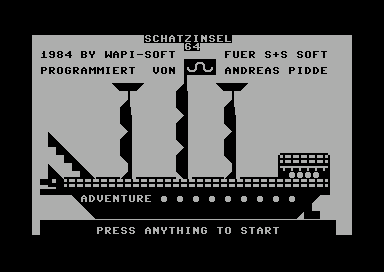 SCHATZINSEL
64
1984 BY WAPI-SOFT FUER S+S SOFT
PROGRAMMIERT VON ANDREAS PIDDE
ADVENTURE
PRESS ANYTHING TO START